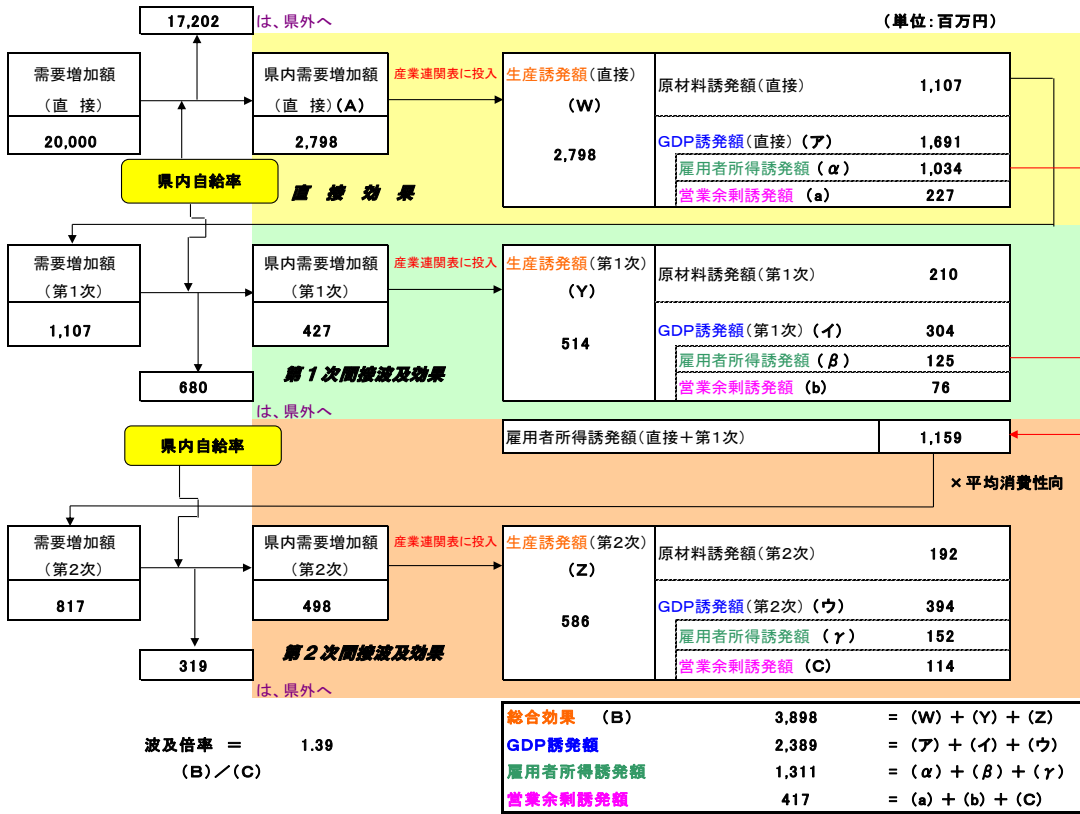 17,202 は、県外へ （単位：百万円）
需要増加額
（直 接）
20,000
県内需要増加額
（直 接）（A）
2,798
産業連関表に投入
生産誘発額（直接）
（W）
2,798
原材料誘発額（直接） 1,107
GDP誘発額（直接）（ア） 1,691
雇用者所得誘発額（α） 1,034
営業余剰誘発額（a） 227
県内自給率
直 接 効 果
需要増加額
（第1次）
1,107
県内需要増加額
（第1次）
427
産業連関表に投入
生産誘発額（第1次）
（Y）
514
原材料誘発額（第1次） 210
GDP誘発額（第1次）（イ） 304
雇用者所得誘発額（β） 125
営業余剰誘発額（b） 76
第１次間接波及効果
680
は、県外へ
県内自給率
雇用者所得誘発額（直接＋第1次） 1,159
×平均消費性向
需要増加額
（第2次）
817
県内需要増加額
（第2次）
498
産業連関表に投入
生産誘発額（第2次）
（Z）
586
原材料誘発額（第2次） 192
GDP誘発額（第2次）（ウ） 394
雇用者所得誘発額（γ） 152
営業余剰誘発額（C） 114
第２次間接波及効果
319
は、県外へ
総合効果 （B） 3,898 ＝（W）＋（Y）＋（Z）
GDP誘発額 2,389 ＝（ア）＋（イ）＋（ウ）
雇用者所得誘発額 1,311 ＝（α）＋（β）＋（γ）
営業余剰誘発額 417 ＝（a）＋（b）＋（C）
波及倍率 ＝ 1.39
（B）／（C）